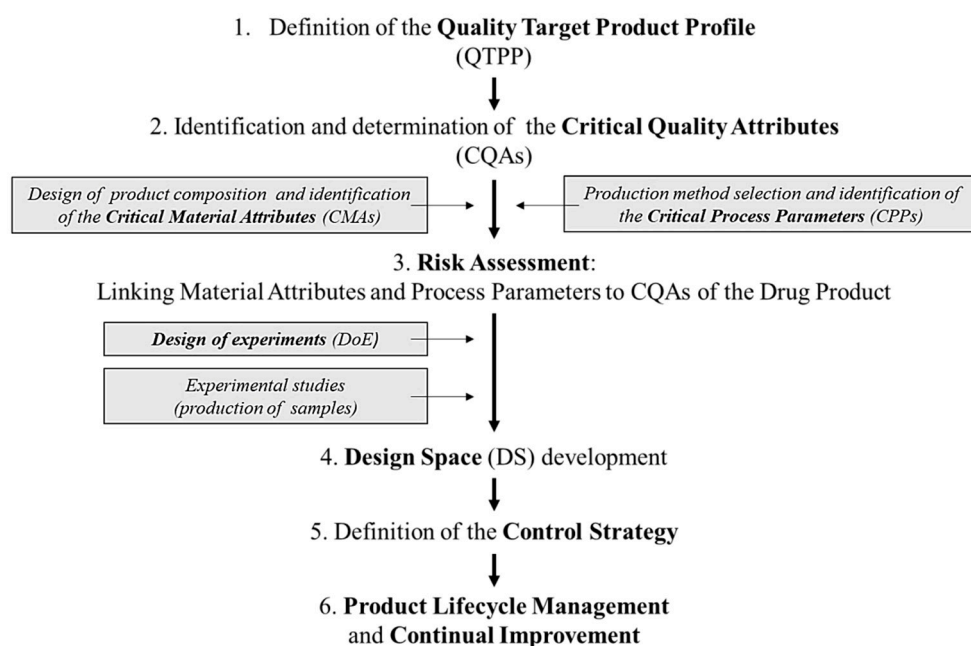 1. Definition of the Quality Target Product Profile
(QTPP)
2. Identification and determination of the Critical Quality Attributes
(CQAs)
Design of product composition and identification
of the Critical Material Attributes (CMAs)
Production method selection and identification of
the Critical Process Parameters (CPPs)
3. Risk Assessment:
Linking Material Attributes and Process Parameters to CQAs of the Drug Product
Design of experiments (DoE)
Experimental studies
(production of samples)
4. Design Space (DS) development
5. Definition of the Control Strategy
6. Product Lifecycle Management
and Continual Improvement